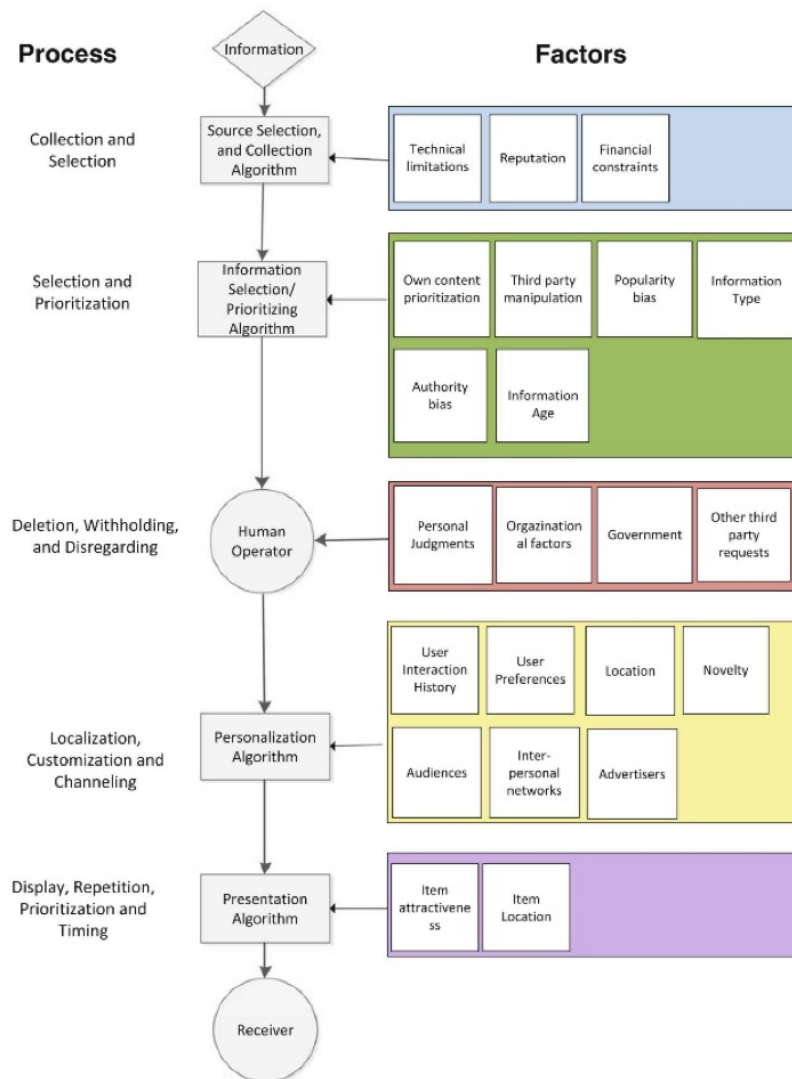 Process
Information
Factors
Collection and
Selection
Source Selection,
and Collection
Algorithm
Technical
limitations
Reputation
Financial
constraints
Selection and
Prioritization
Information
Selection/
Prioritizing
Algorithm
Own content
prioritization
Third party
manipulation
Popularity
bias
Information
Type
Authority
bias
Information
Age
Deletion, Withholding,
and Disregarding
Human
Operator
Personal
Judgments
Orgazination
al factors
Government
Other third
party
requests
User
Interaction
History
User
Preferences
Location
Novelty
Localization,
Customization and
Channeling
Personalization
Algorithm
Audiences
Inter-
personal
networks
Advertisers
Display, Repetition,
Prioritization and
Timing
Presentation
Algorithm
Item
attractivene
ss
Item
Location
Receiver